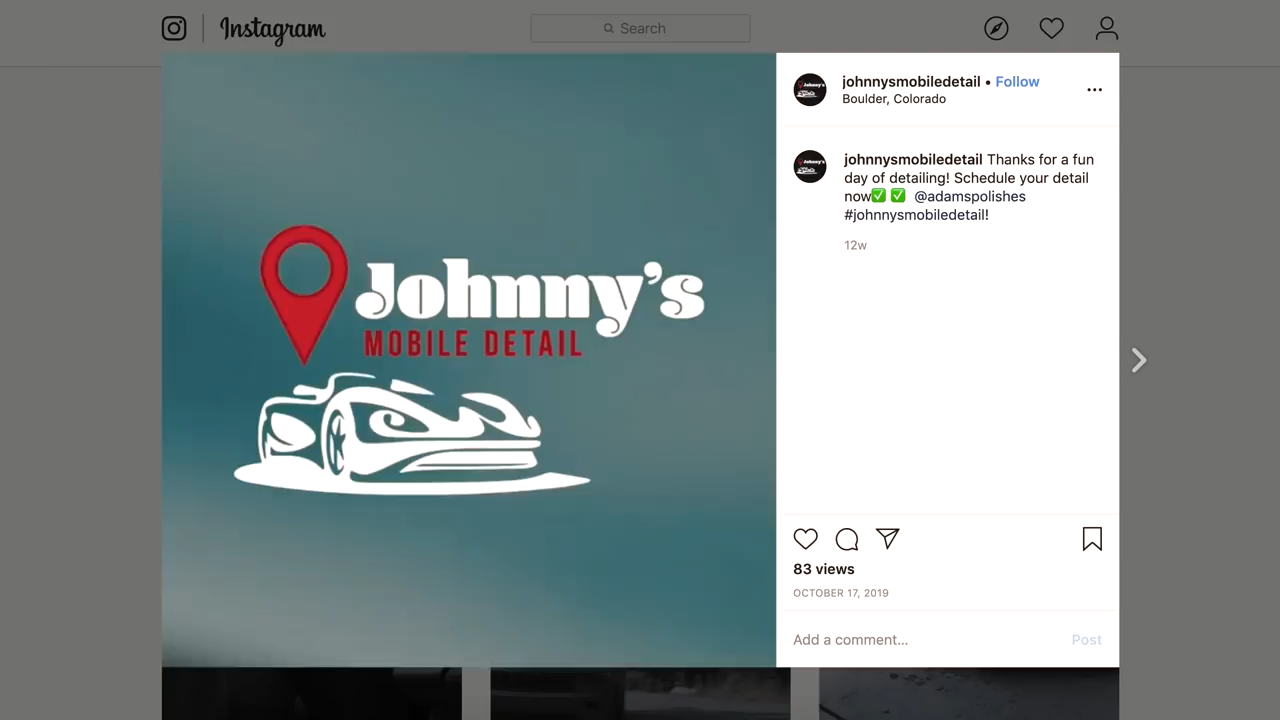 Instagram
Search
Johnny's
MOBILE DETAIL
johnnysmobiledetail • Follow
Boulder, Colorado
johnnysmobiledetail Thanks for a fun
day of detailing! Schedule your detail
now✅ ✅ @adamspolishes
#johnnysmobiledetail!
12w
83 views
OCTOBER 17, 2019
Add a comment...
Post